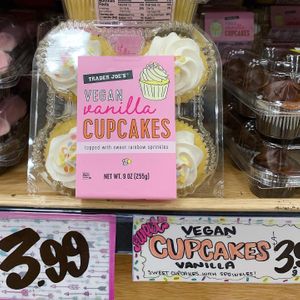 TRADER JOE'S
VEGAN
vanilla
CUPCAKES
topped with sweet rainbow sprinkles
NET WT. 9 OZ (255g)
3.99
VEGAN
CUPCAKES
VANILLA
SWEET CUPCAKES WITH SPRINKLES!